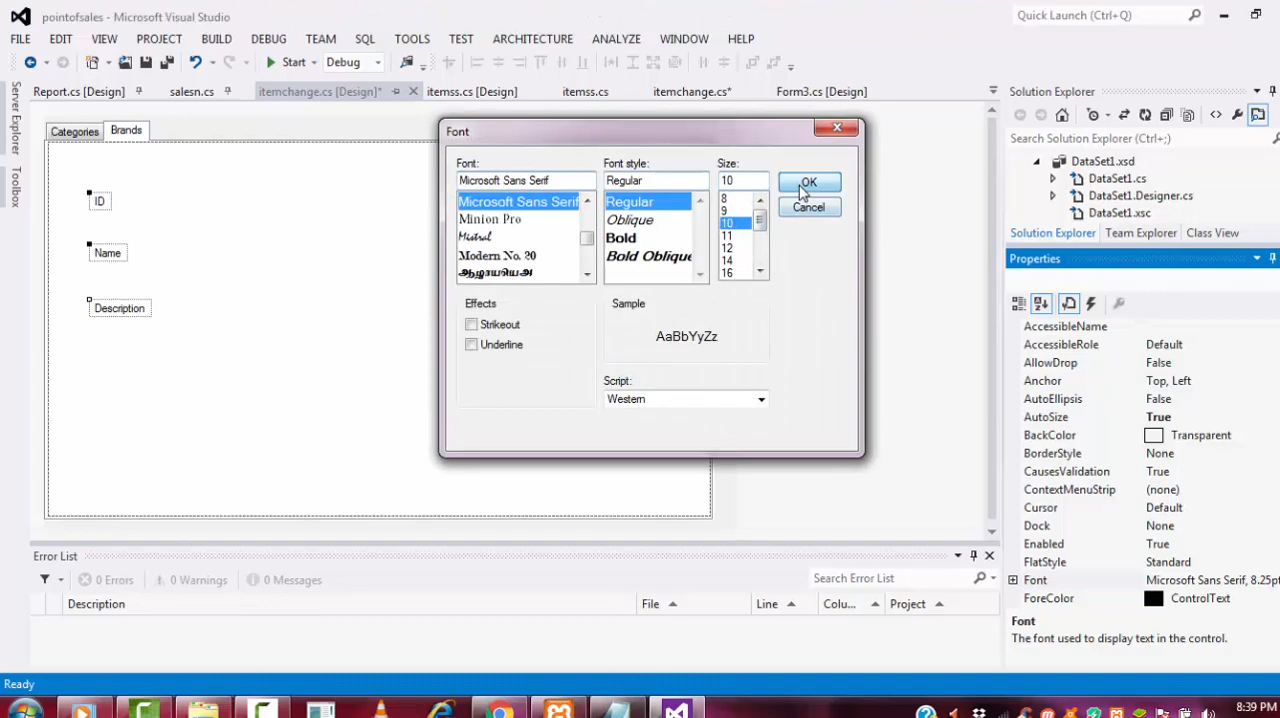 pointofsales - Microsoft Visual Studio
Quick Launch (Ctrl+Q)
FILE EDIT VIEW PROJECT BUILD DEBUG TEAM SQL TOOLS TEST ARCHITECTURE ANALYZE WINDOW HELP
Start Debug
Report.cs [Design] salesn.cs itemchange.cs [Design]* itemss.cs [Design] itemss.cs itemchange.cs* Form3.cs [Design]
Server Explorer
Toolbox
Categories Brands
ID
Name
Description
Font
Font: Font style: Size:
Microsoft Sans Serif Regular 10
OK
Cancel
Microsoft Sans Serif Regular 8
Minion Pro Oblique 9
Mistral Bold 10
Modern No. 20 Bold Oblique 11
12
14
16
Effects
Strikeout
Underline
Sample
AaBbYyZz
Script:
Western
Solution Explorer
Search Solution Explorer (Ctrl+;)
DataSet1.xsd
DataSet1.cs
DataSet1.Designer.cs
DataSet1.xsc
Solution Explorer Team Explorer Class View
Properties
AccessibleName
AccessibleRole Default
AllowDrop False
Anchor Top, Left
AutoEllipsis False
AutoSize True
BackColor Transparent
BorderStyle None
CausesValidation True
ContextMenuStrip (none)
Cursor Default
Dock None
Enabled True
FlatStyle Standard
Font Microsoft Sans Serif, 8.25pt
ForeColor ControlText
Font
The font used to display text in the control.
Error List
0 Errors 0 Warnings 0 Messages
Search Error List
Description File Line Colu... Project
Ready
8:39 PM